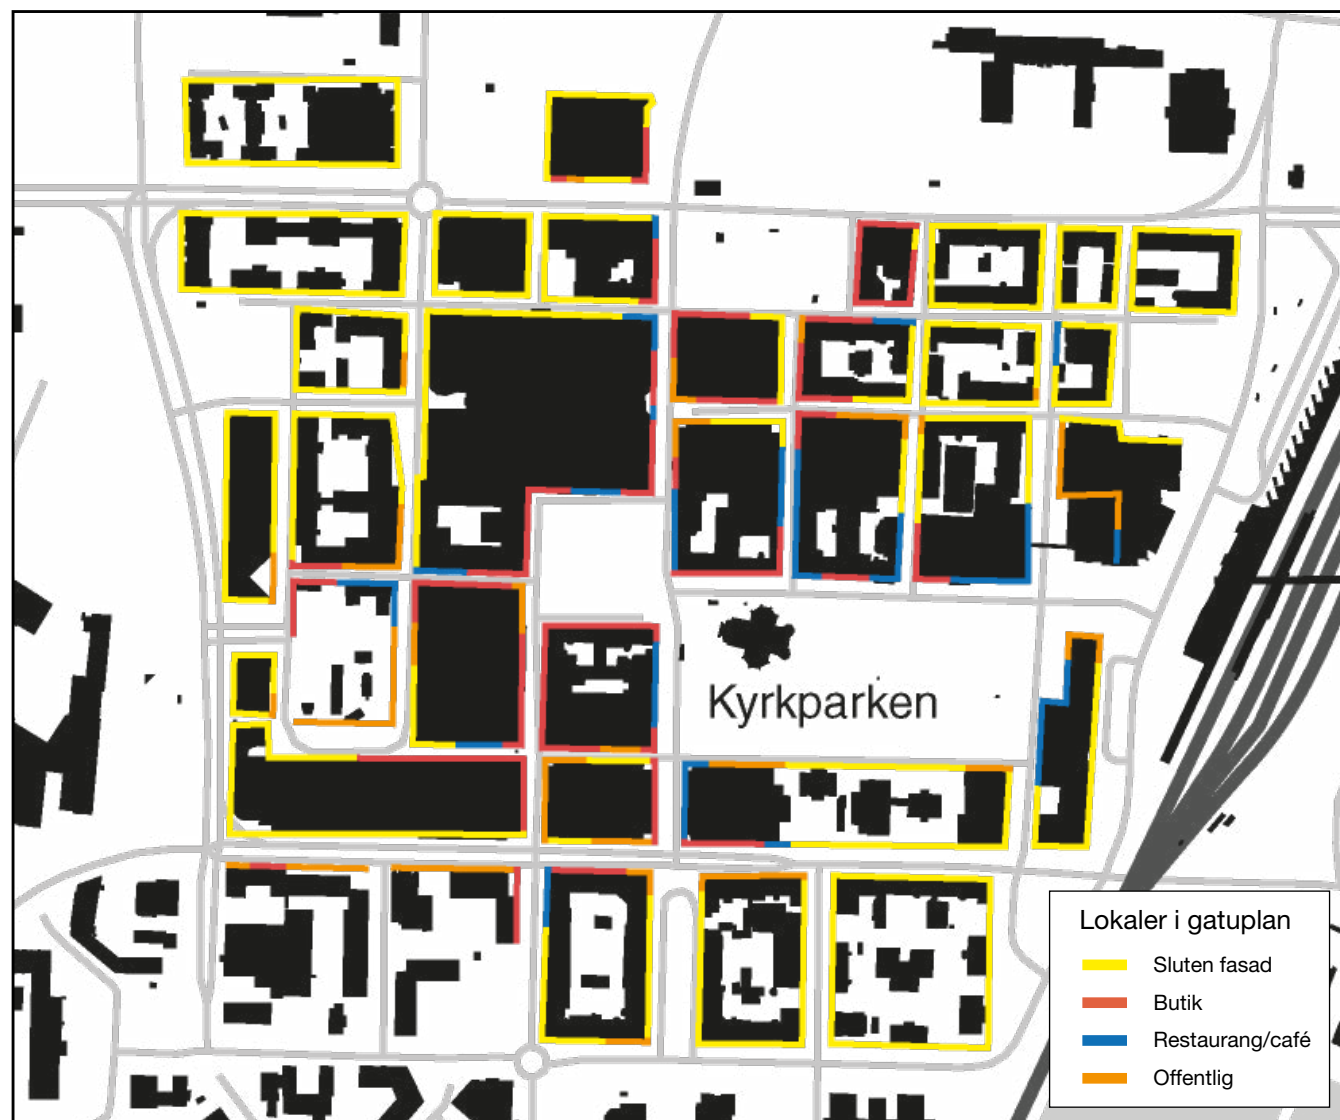 Kyrkparken
Lokaler i gatuplan
Sluten fasad
Butik
Restaurang/café
Offentlig